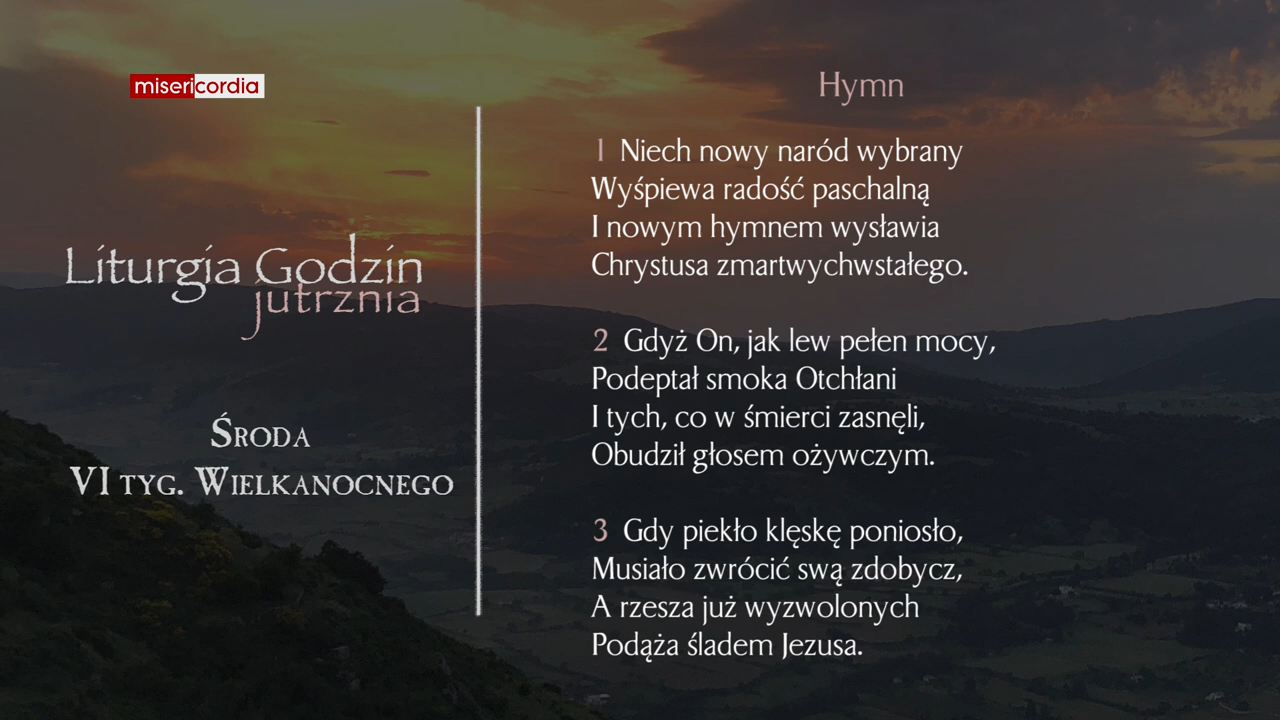 misericordia
Liturgia Godzin
jutrznia
Środa
VI tyg. Wielkanocnego
Hymn
1 Niech nowy naród wybrany
Wyśpiewa radość paschalną
I nowym hymnem wysławia
Chrystusa zmartwychwstałego.
2 Gdyż On, jak lew pełen mocy,
Podeptał smoka Otchłani
I tych, co w śmierci zasnęli,
Obudził głosem ożywczym.
3 Gdy piekło klęskę poniosło,
Musiało zwrócić swą zdobycz,
A rzesza już wyzwolonych
Podąża śladem Jezusa.